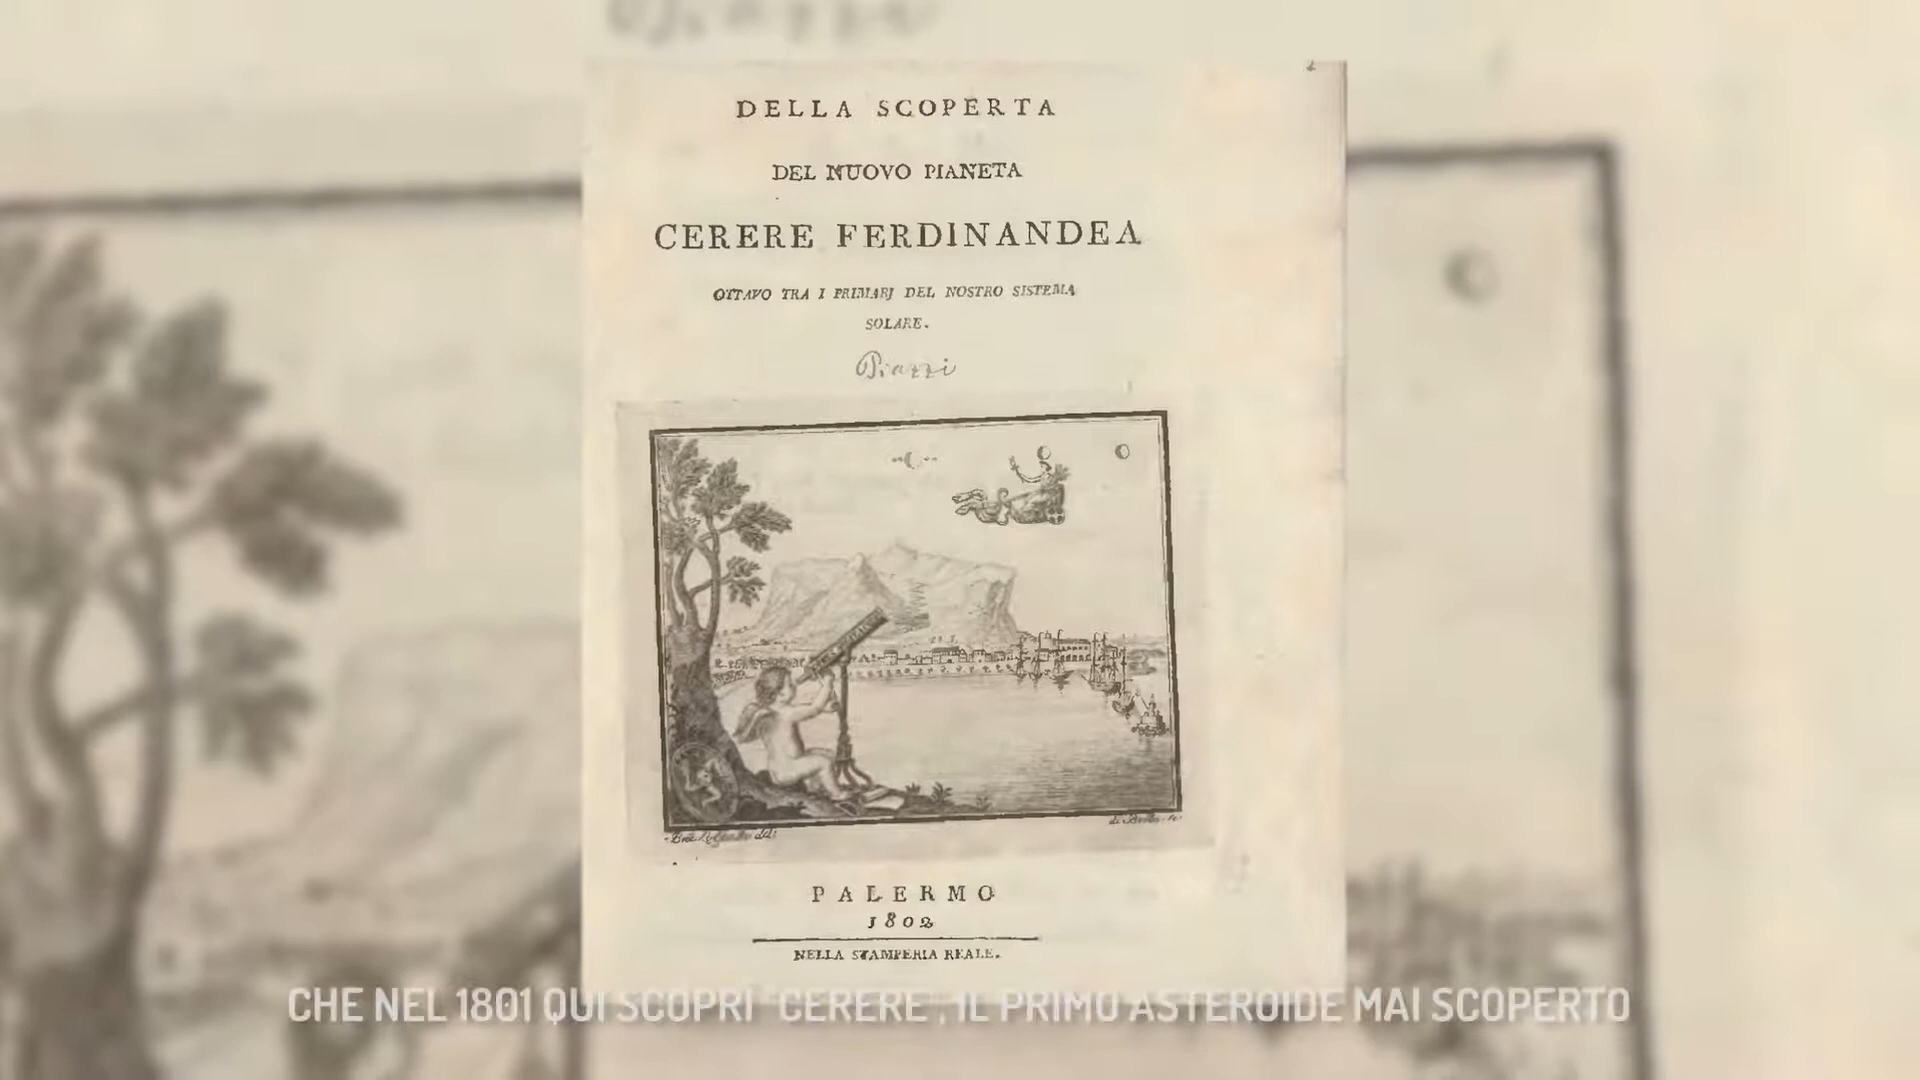 DELLA SCOPERTA
DEL NUOVO PIANETA
CERERE FERDINANDEA
OTTAVO TRA I PRIMARJ DEL NOSTRO SISTEMA
SOLARE.
Piazzi
PALERMO
1802
NELLA STAMPERIA REALE.
CHE NEL 1801 QUI SCOPRÌ "CERERE", IL PRIMO ASTEROIDE MAI SCOPERTO